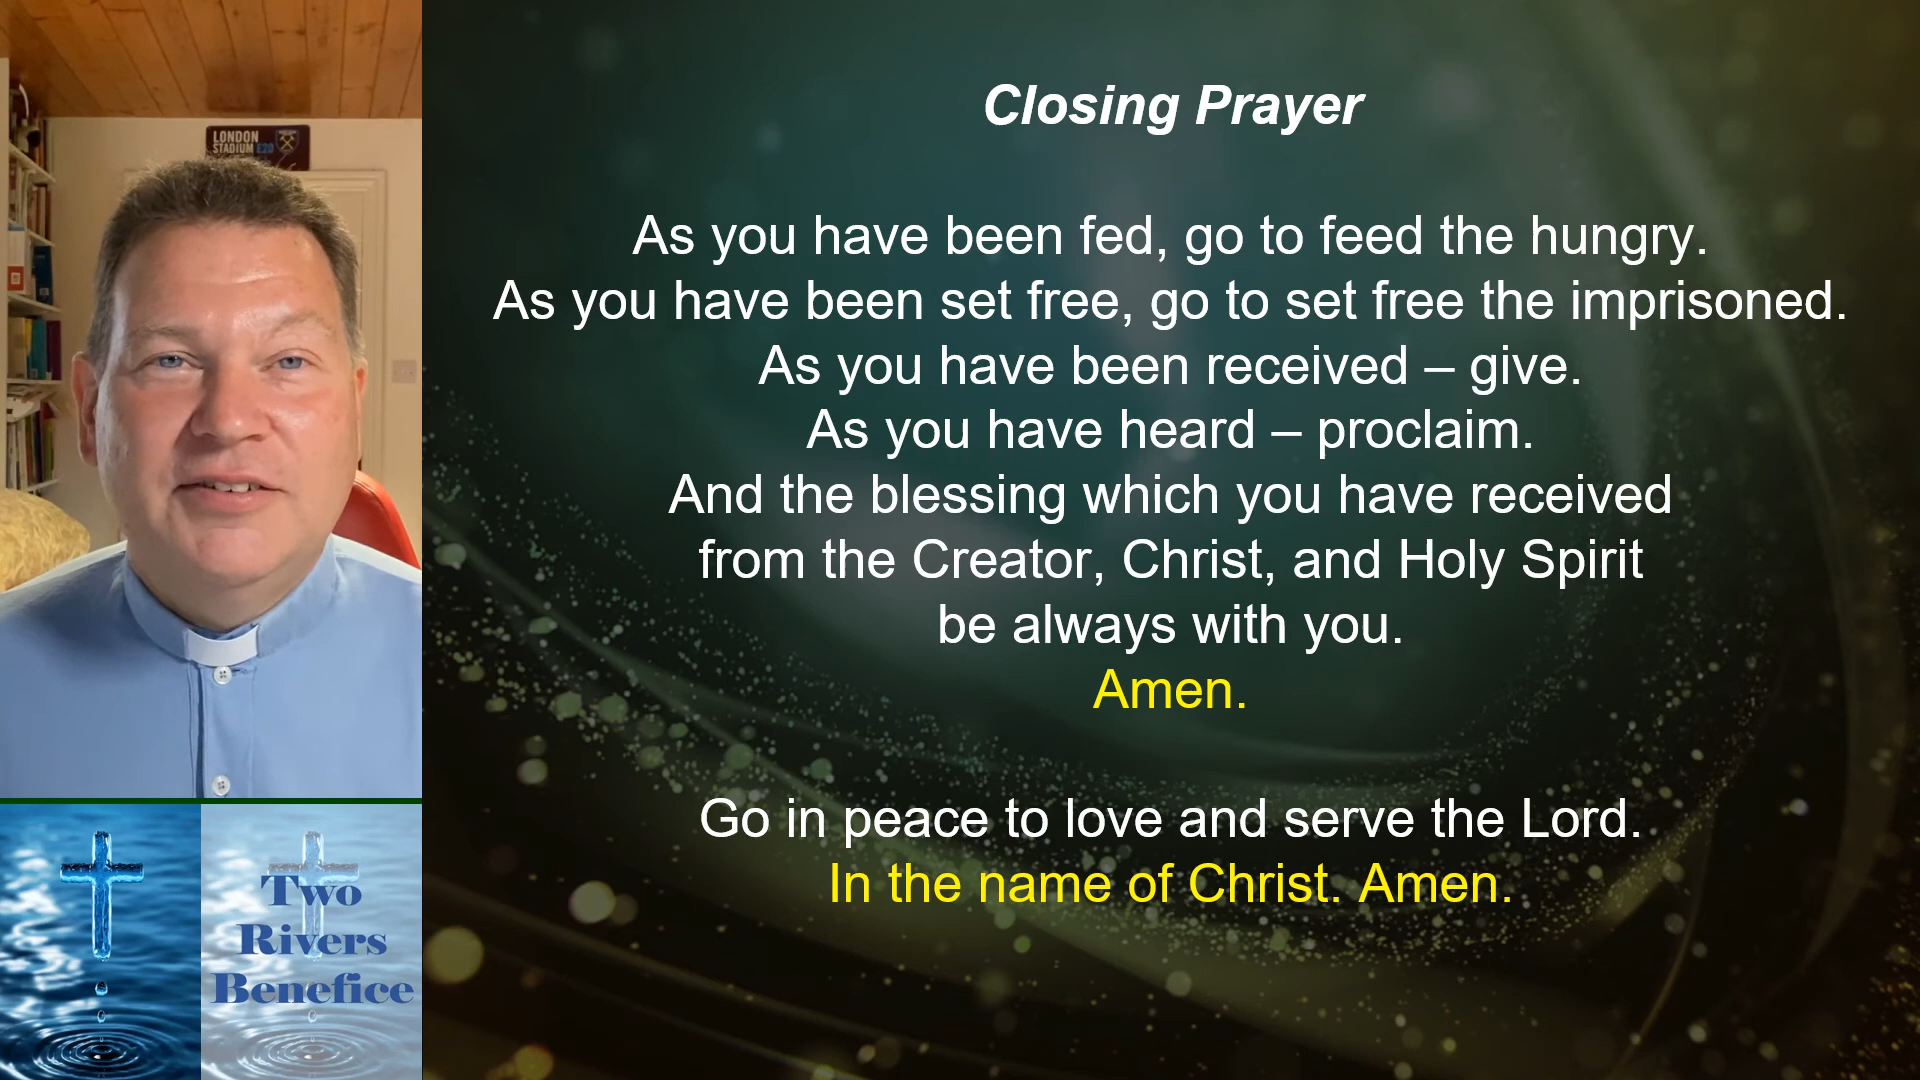 LONDON
STADIUM E20
Closing Prayer
As you have been fed, go to feed the hungry.
As you have been set free, go to set free the imprisoned.
As you have been received – give.
As you have heard – proclaim.
And the blessing which you have received
from the Creator, Christ, and Holy Spirit
be always with you.
Amen.
Go in peace to love and serve the Lord.
In the name of Christ. Amen.
Two
Rivers
Benefice